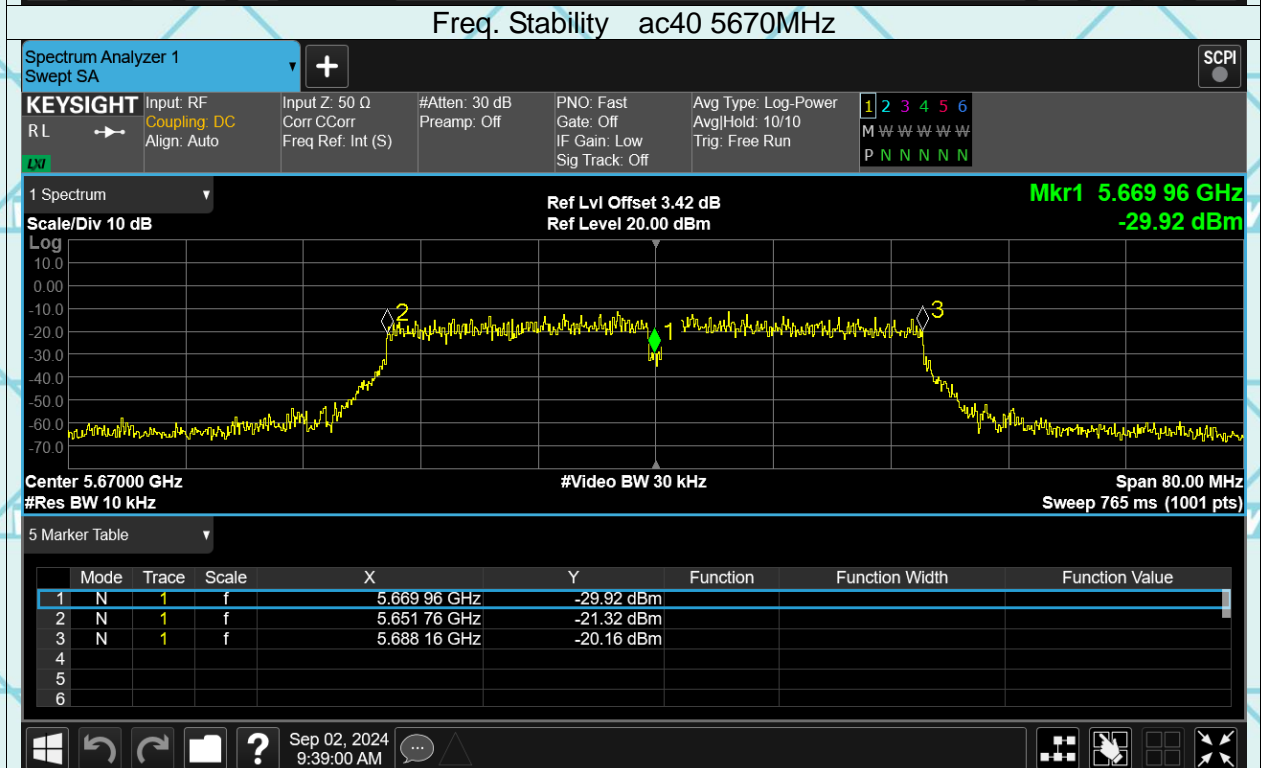 Freq. Stability ac40 5670MHz
Spectrum Analyzer 1
Swept SA
+
SCPI
KEYSIGHT
R L
LXI
Input: RF
Coupling: DC
Align: Auto
Input Z: 50 Ω
Corr CCorr
Freq Ref: Int (S)
#Atten: 30 dB
Preamp: Off
PNO: Fast
Gate: Off
IF Gain: Low
Sig Track: Off
Avg Type: Log-Power
Avg|Hold: 10/10
Trig: Free Run
1 2 3 4 5 6
M W W W W W
P N N N N N
1 Spectrum
Scale/Div 10 dB
Ref Lvl Offset 3.42 dB
Ref Level 20.00 dBm
Mkr1 5.669 96 GHz
-29.92 dBm
Log
10.0
0.00
-10.0
-20.0
-30.0
-40.0
-50.0
-60.0
-70.0
2
1
3
Center 5.67000 GHz
#Res BW 10 kHz
#Video BW 30 kHz
Span 80.00 MHz
Sweep 765 ms (1001 pts)
5 Marker Table
Mode Trace Scale X Y Function Function Width Function Value
1 N 1 f 5.669 96 GHz -29.92 dBm
2 N 1 f 5.651 76 GHz -21.32 dBm
3 N 1 f 5.688 16 GHz -20.16 dBm
4
5
6
?
Sep 02, 2024
9:39:00 AM